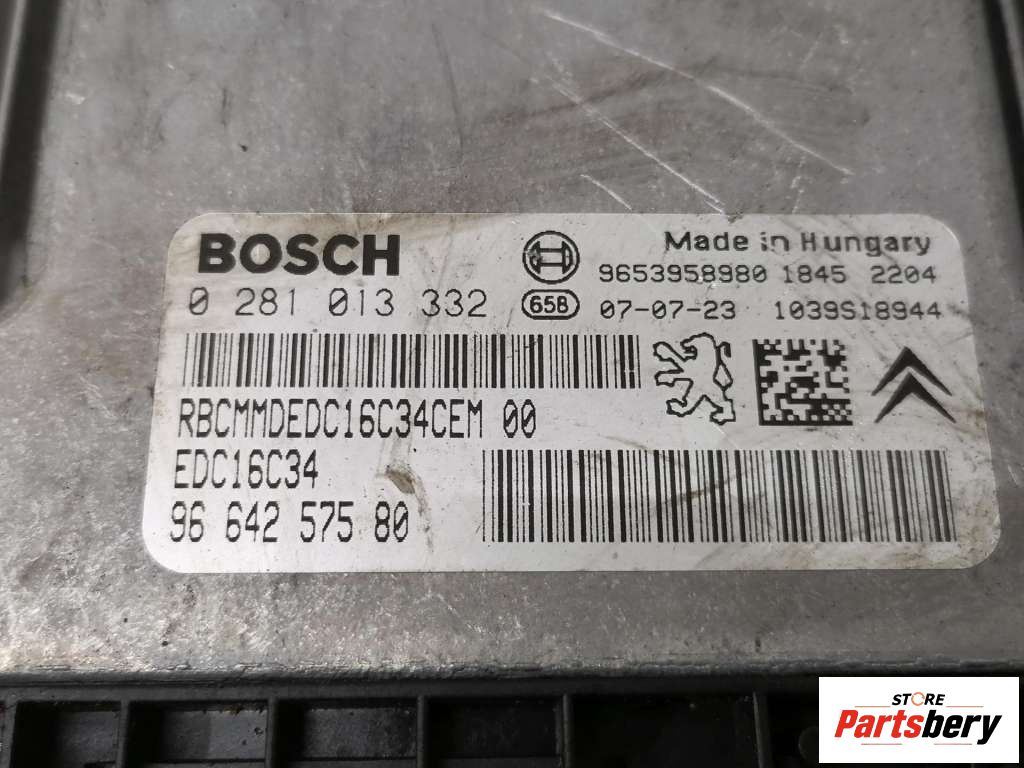 BOSCH
Made in Hungary
9653958980 1845 2204
0 281 013 332
65B
07-07-23 1039S18944
RBCMMDEDC16C34CEM 00
EDC16C34
96 642 575 80
STORE
Partsbery